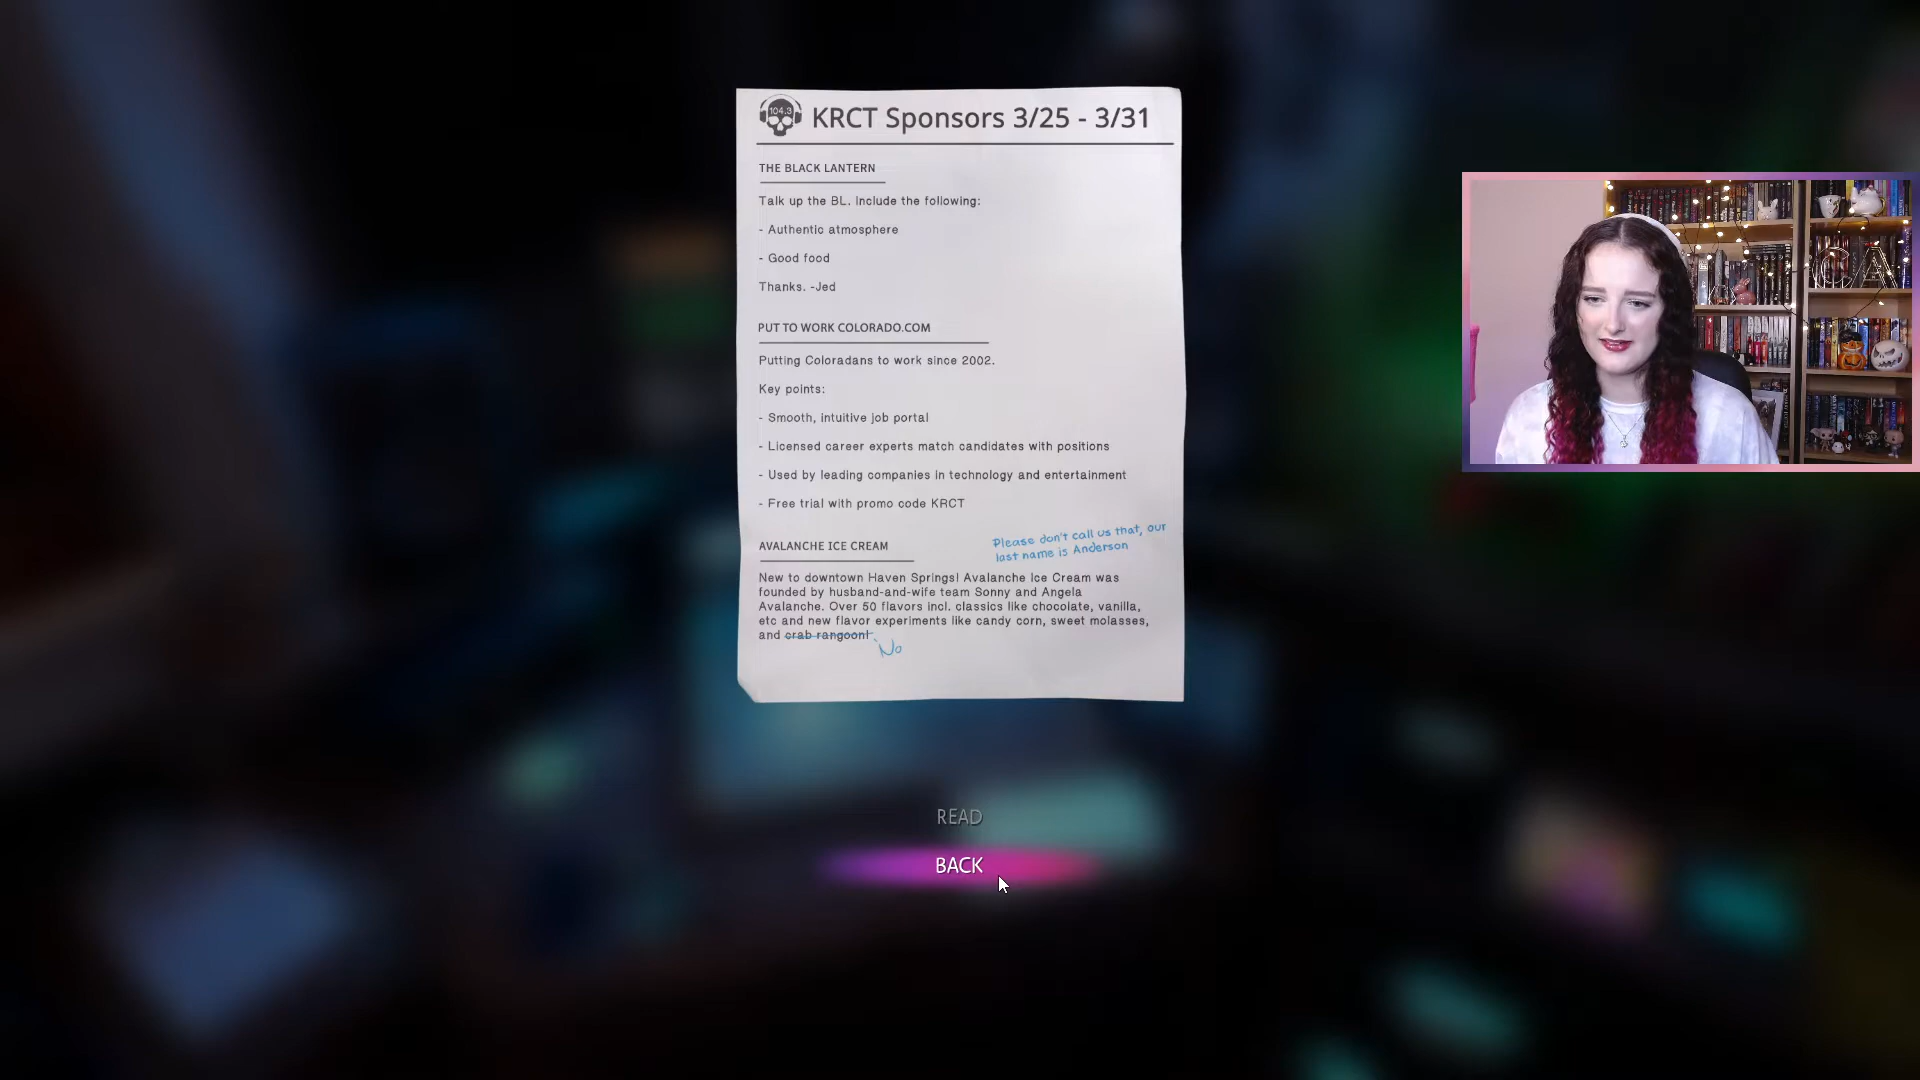 104.3
KRCT Sponsors 3/25 - 3/31
THE BLACK LANTERN
Talk up the BL. Include the following:
- Authentic atmosphere
- Good food
Thanks. -Jed
PUT TO WORK COLORADO.COM
Putting Coloradans to work since 2002.
Key points:
- Smooth, intuitive job portal
- Licensed career experts match candidates with positions
- Used by leading companies in technology and entertainment
- Free trial with promo code KRCT
Please don't call us that, our
last name is Anderson
AVALANCHE ICE CREAM
New to downtown Haven Springs! Avalanche Ice Cream was
founded by husband-and-wife team Sonny and Angela
Avalanche. Over 50 flavors incl. classics like chocolate, vanilla,
etc and new flavor experiments like candy corn, sweet molasses,
and crab rangoon!
No
READ
BACK